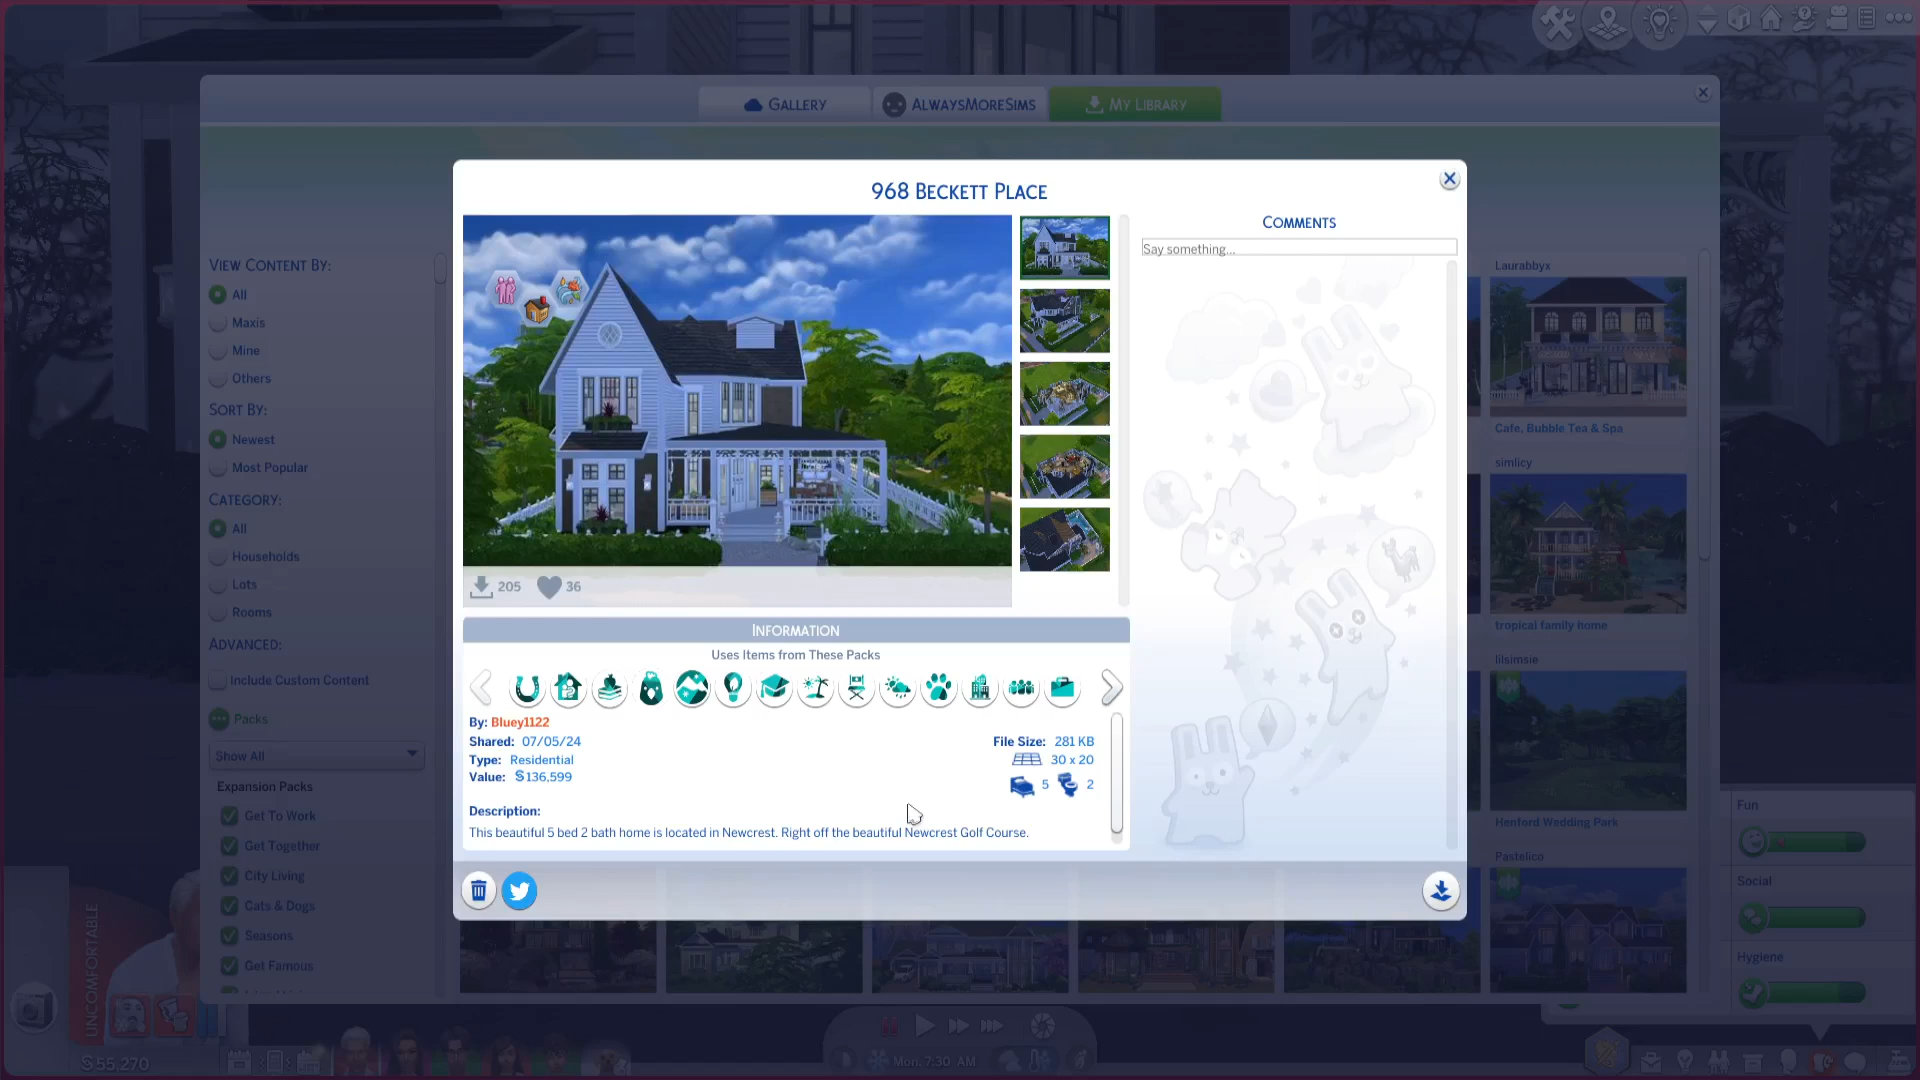 GALLERY
ALWAYSMORESIMS
MY LIBRARY
968 BECKETT PLACE
COMMENTS
Say something...
VIEW CONTENT BY:
All
Maxis
Mine
Others
SORT BY:
Newest
Most Popular
CATEGORY:
All
Households
Lots
Rooms
ADVANCED:
Include Custom Content
Packs
Show All
Expansion Packs
Get To Work
Get Together
City Living
Cats & Dogs
Seasons
Get Famous
205
36
INFORMATION
Uses Items from These Packs
By: Bluey1122
Shared: 07/05/24
Type: Residential
Value: §136,599
File Size: 281 KB
30 x 20
5
2
Description:
This beautiful 5 bed 2 bath home is located in Newcrest. Right off the beautiful Newcrest Golf Course.
Laurabbyx
Cafe, Bubble Tea & Spa
simlicy
tropical family home
lilsimsie
Henford Wedding Park
Pastelico
Fun
Social
Hygiene
UNCOMFORTABLE
§55,270
Mon. 7:30 AM